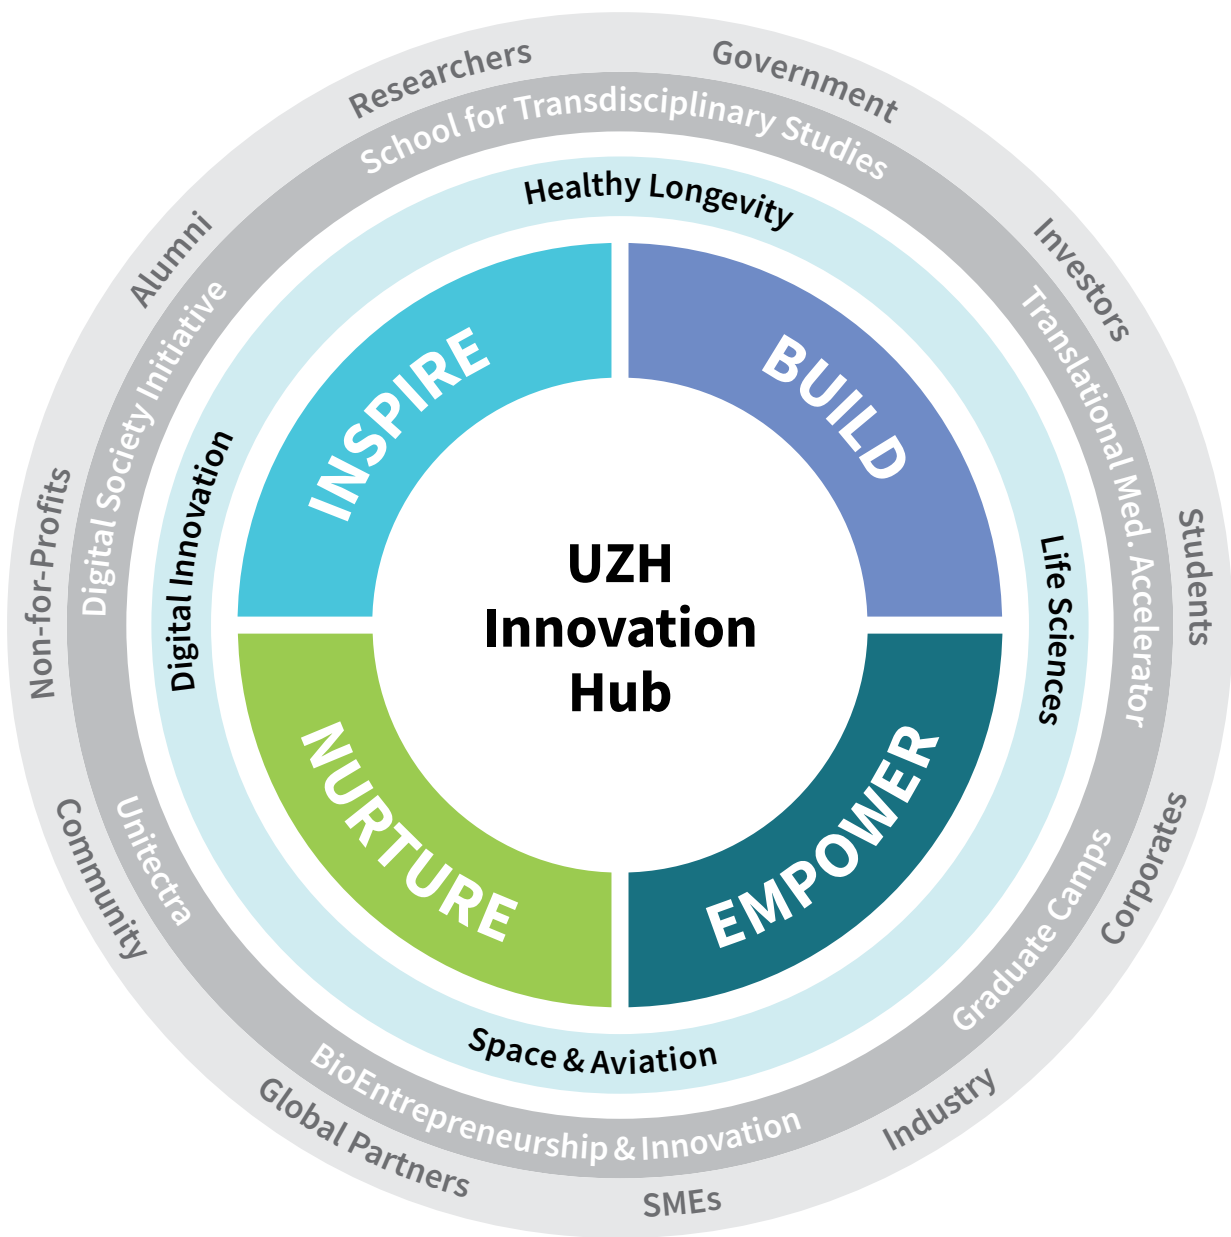 Researchers
Government
Investors
Students
Corporates
Industry
SMEs
Global Partners
Community
Non-for-Profits
Alumni
School for Transdisciplinary Studies
Translational Med. Accelerator
Graduate Camps
BioEntrepreneurship & Innovation
Unitectra
Digital Society Initiative
Healthy Longevity
Life Sciences
Space & Aviation
Digital Innovation
INSPIRE
BUILD
EMPOWER
NURTURE
UZH
Innovation
Hub